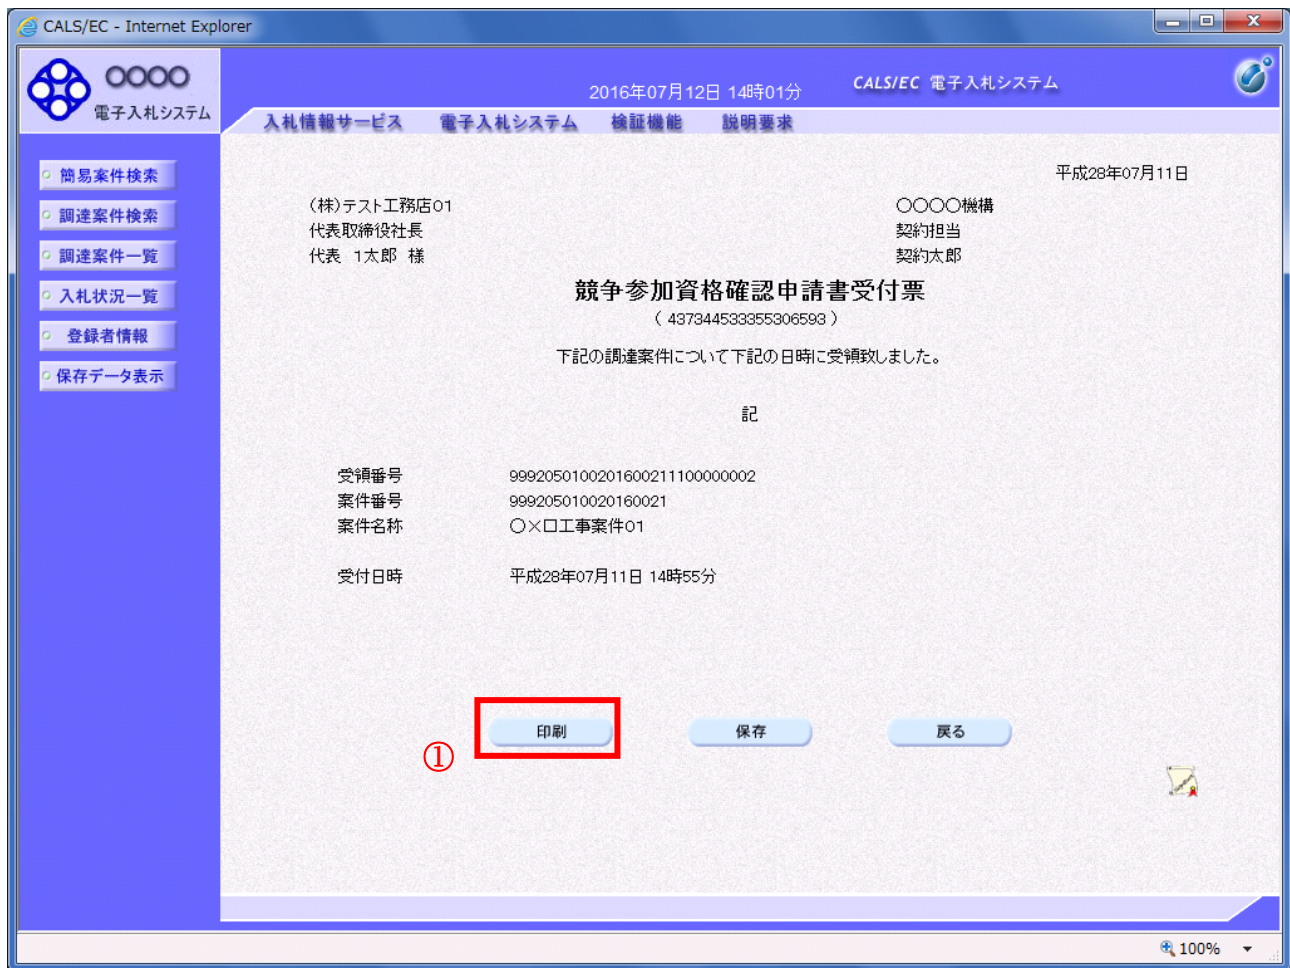 CALS/EC - Internet Explorer
○○○○
電子入札システム
2016年07月12日 14時01分
CALS/EC 電子入札システム
入札情報サービス 電子入札システム 検証機能 説明要求
簡易案件検索
調達案件検索
調達案件一覧
入札状況一覧
登録者情報
保存データ表示
平成28年07月11日
(株)テスト工務店01
代表取締役社長
代表 1太郎 様
○○○○機構
契約担当
契約太郎
競争参加資格確認申請書受付票
( 437344533355306593 )
下記の調達案件について下記の日時に受領致しました。
記
受領番号 9992050100201600211100000002
案件番号 999205010020160021
案件名称 ○×口工事案件01
受付日時 平成28年07月11日 14時55分
① 印刷 保存 戻る
100%